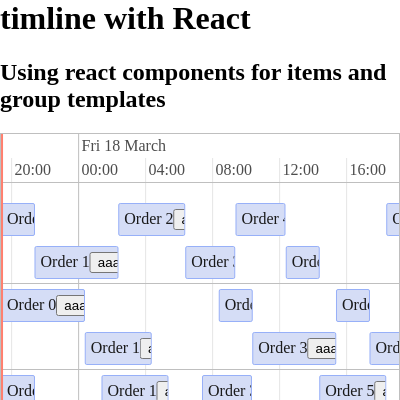 timline with React
Using react components for items and
group templates
Fri 18 March
20:00 00:00 04:00 08:00 12:00 16:00
Order 2 Order
Order 1 aaa Order
Order 0 aaa
Order 1 Order 3 aaa
Order 1 Order 5